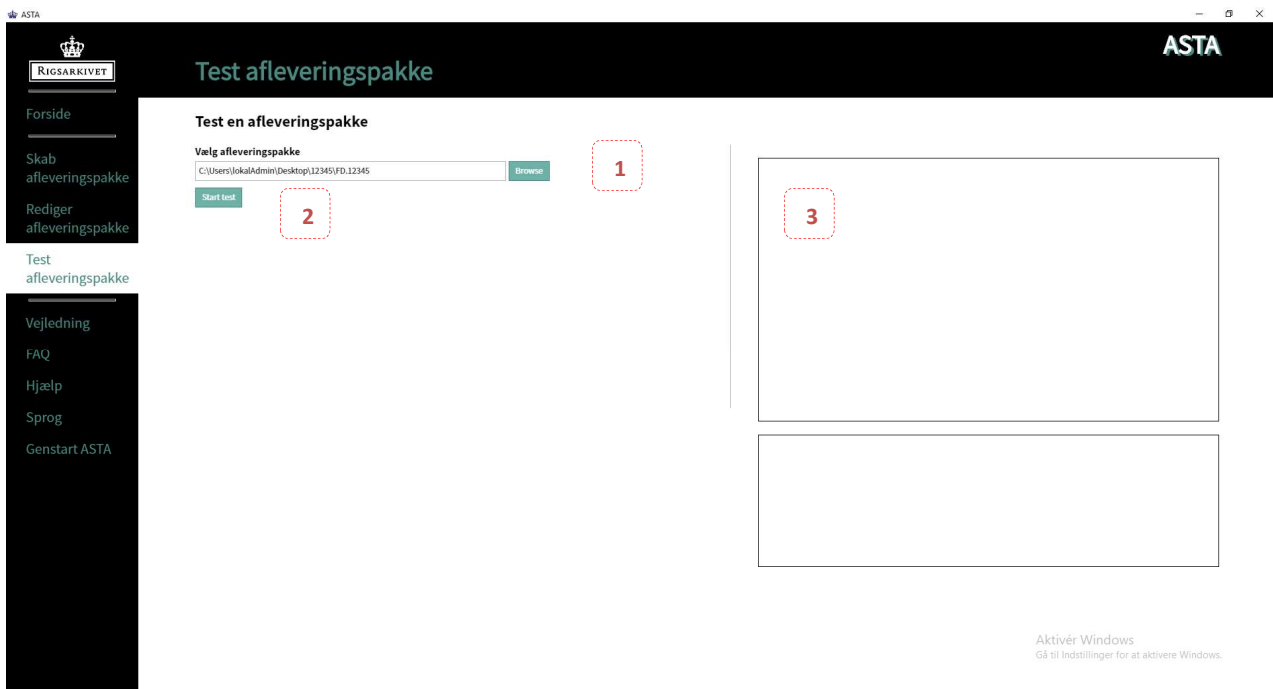 ASTA
RIGSARKIVET
Test afleveringspakke
ASTA
Forside
Skab
afleveringspakke
Rediger
afleveringspakke
Test
afleveringspakke
Vejledning
FAQ
Hjælp
Sprog
Genstart ASTA
Test en afleveringspakke
Vælg afleveringspakke
C:\Users\lokalAdmin\Desktop\12345\FD.12345
Browse
Start test
1
2
3
Aktivér Windows
Gå til Indstillinger for at aktivere Windows.